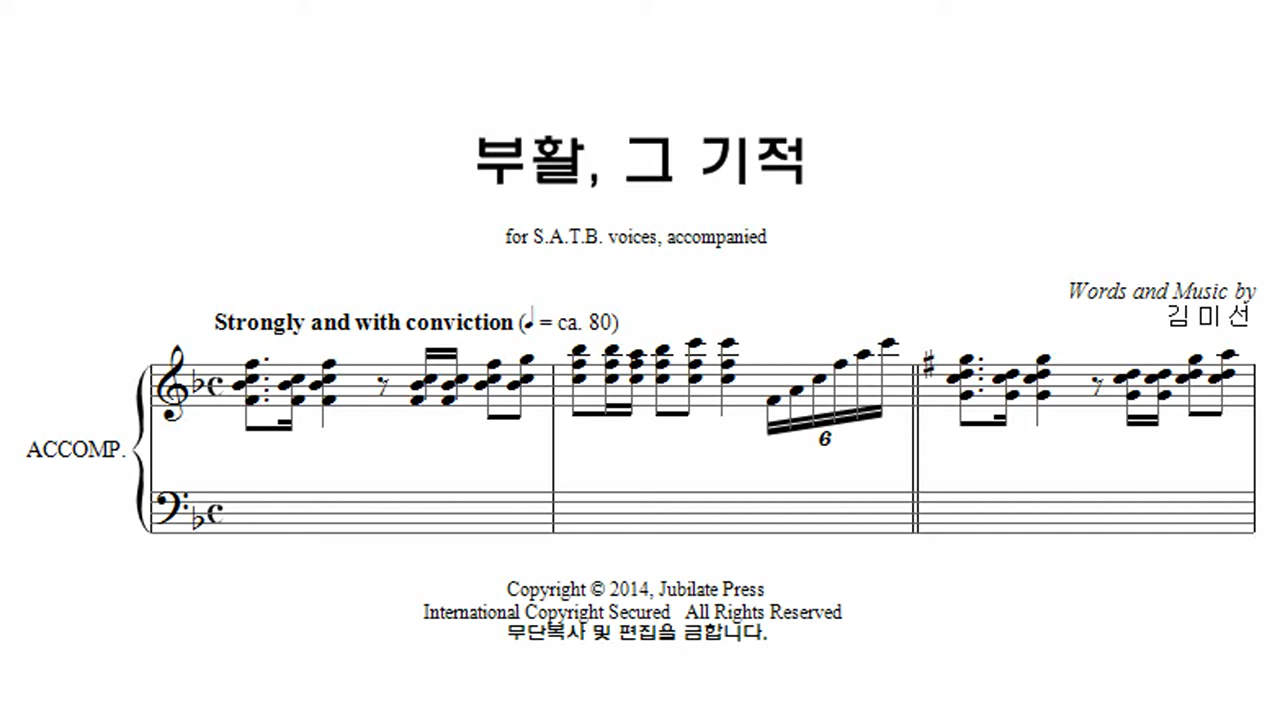 부활, 그 기적
for S.A.T.B. voices, accompanied
Words and Music by
김 미 선
Strongly and with conviction (♩ = ca. 80)
ACCOMP.
6
Copyright © 2014, Jubilate Press
International Copyright Secured All Rights Reserved
무단복사 및 편집을 금합니다.